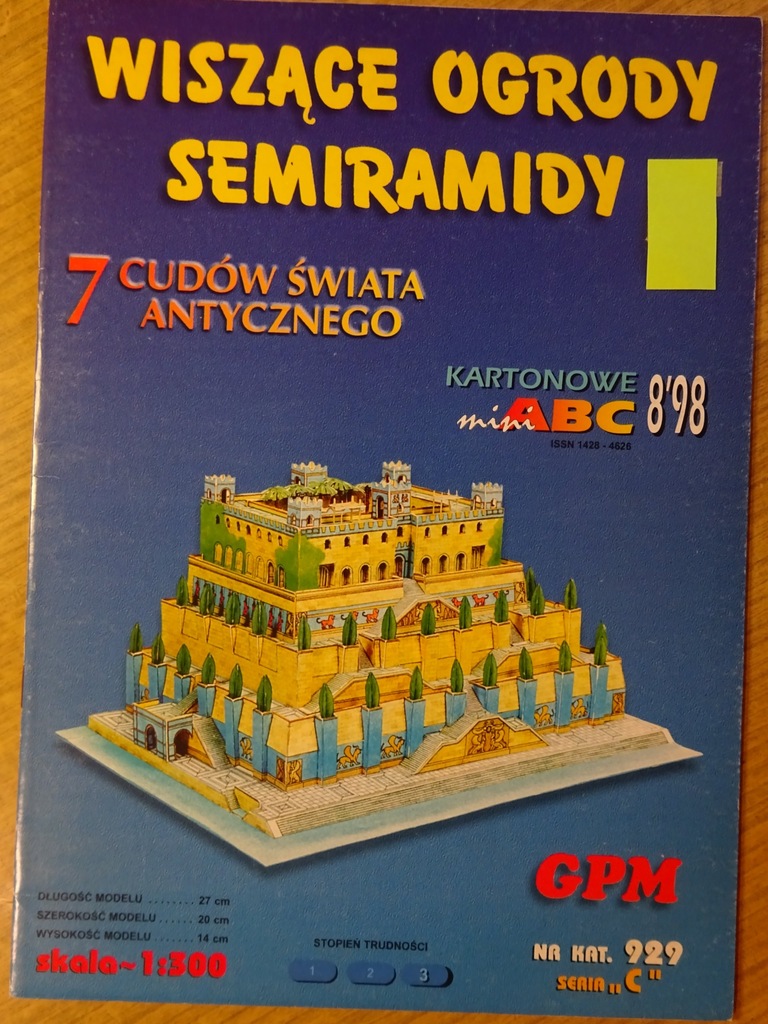 WISZĄCE OGRODY
SEMIRAMIDY
7 CUDÓW ŚWIATA
ANTYCZNEGO
KARTONOWE
mini ABC 8'98
ISSN 1428 - 4626
GPM
DŁUGOŚĆ MODELU ........ 27 cm
SZEROKOŚĆ MODELU ...... 20 cm
WYSOKOŚĆ MODELU ....... 14 cm
skala~1:300
STOPIEŃ TRUDNOŚCI
1 2 3
NR KAT. 929
SERIA „C"